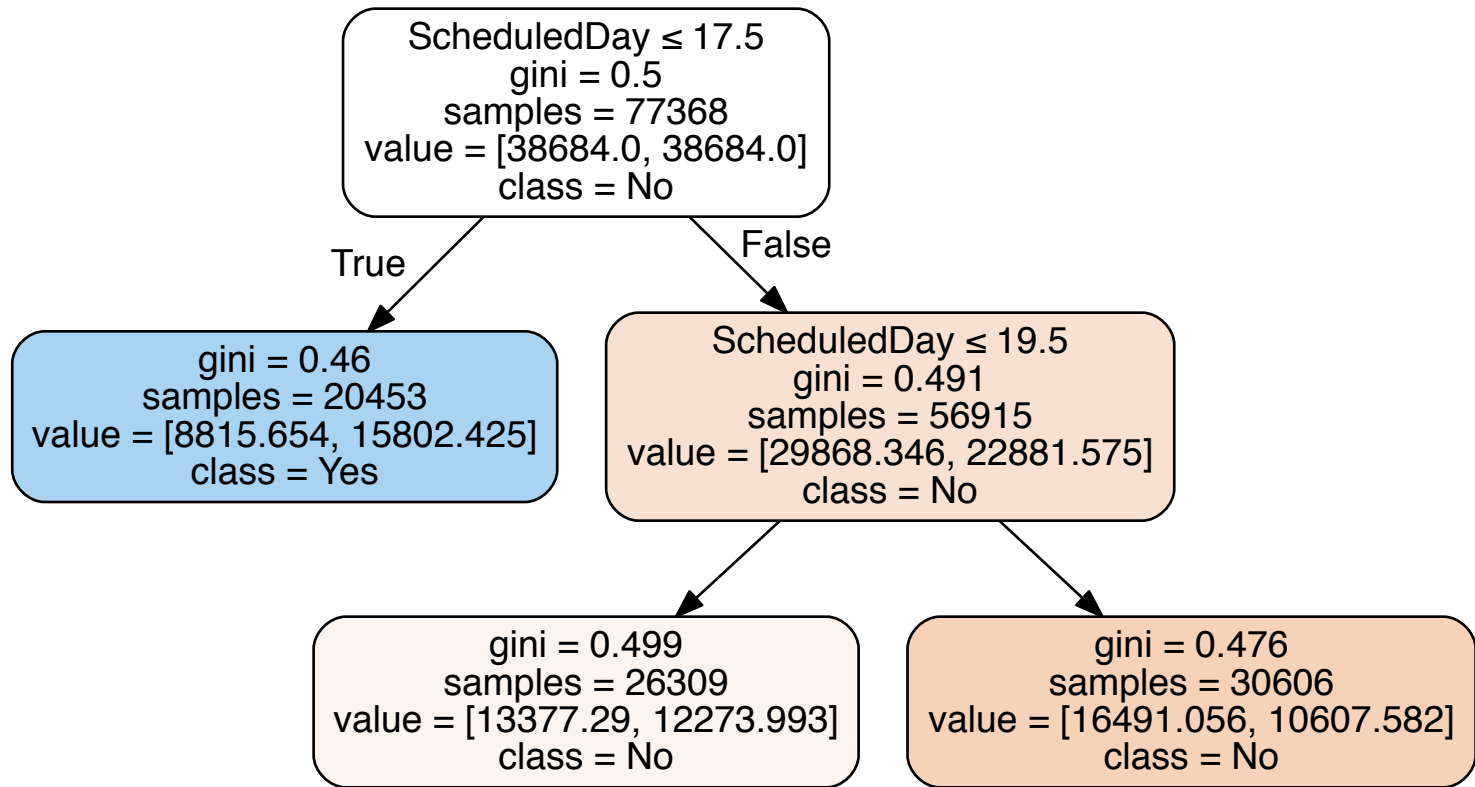 ScheduledDay ≤ 17.5
gini = 0.5
samples = 77368
value = [38684.0, 38684.0]
class = No
True
False
gini = 0.46
samples = 20453
value = [8815.654, 15802.425]
class = Yes
ScheduledDay ≤ 19.5
gini = 0.491
samples = 56915
value = [29868.346, 22881.575]
class = No
gini = 0.499
samples = 26309
value = [13377.29, 12273.993]
class = No
gini = 0.476
samples = 30606
value = [16491.056, 10607.582]
class = No